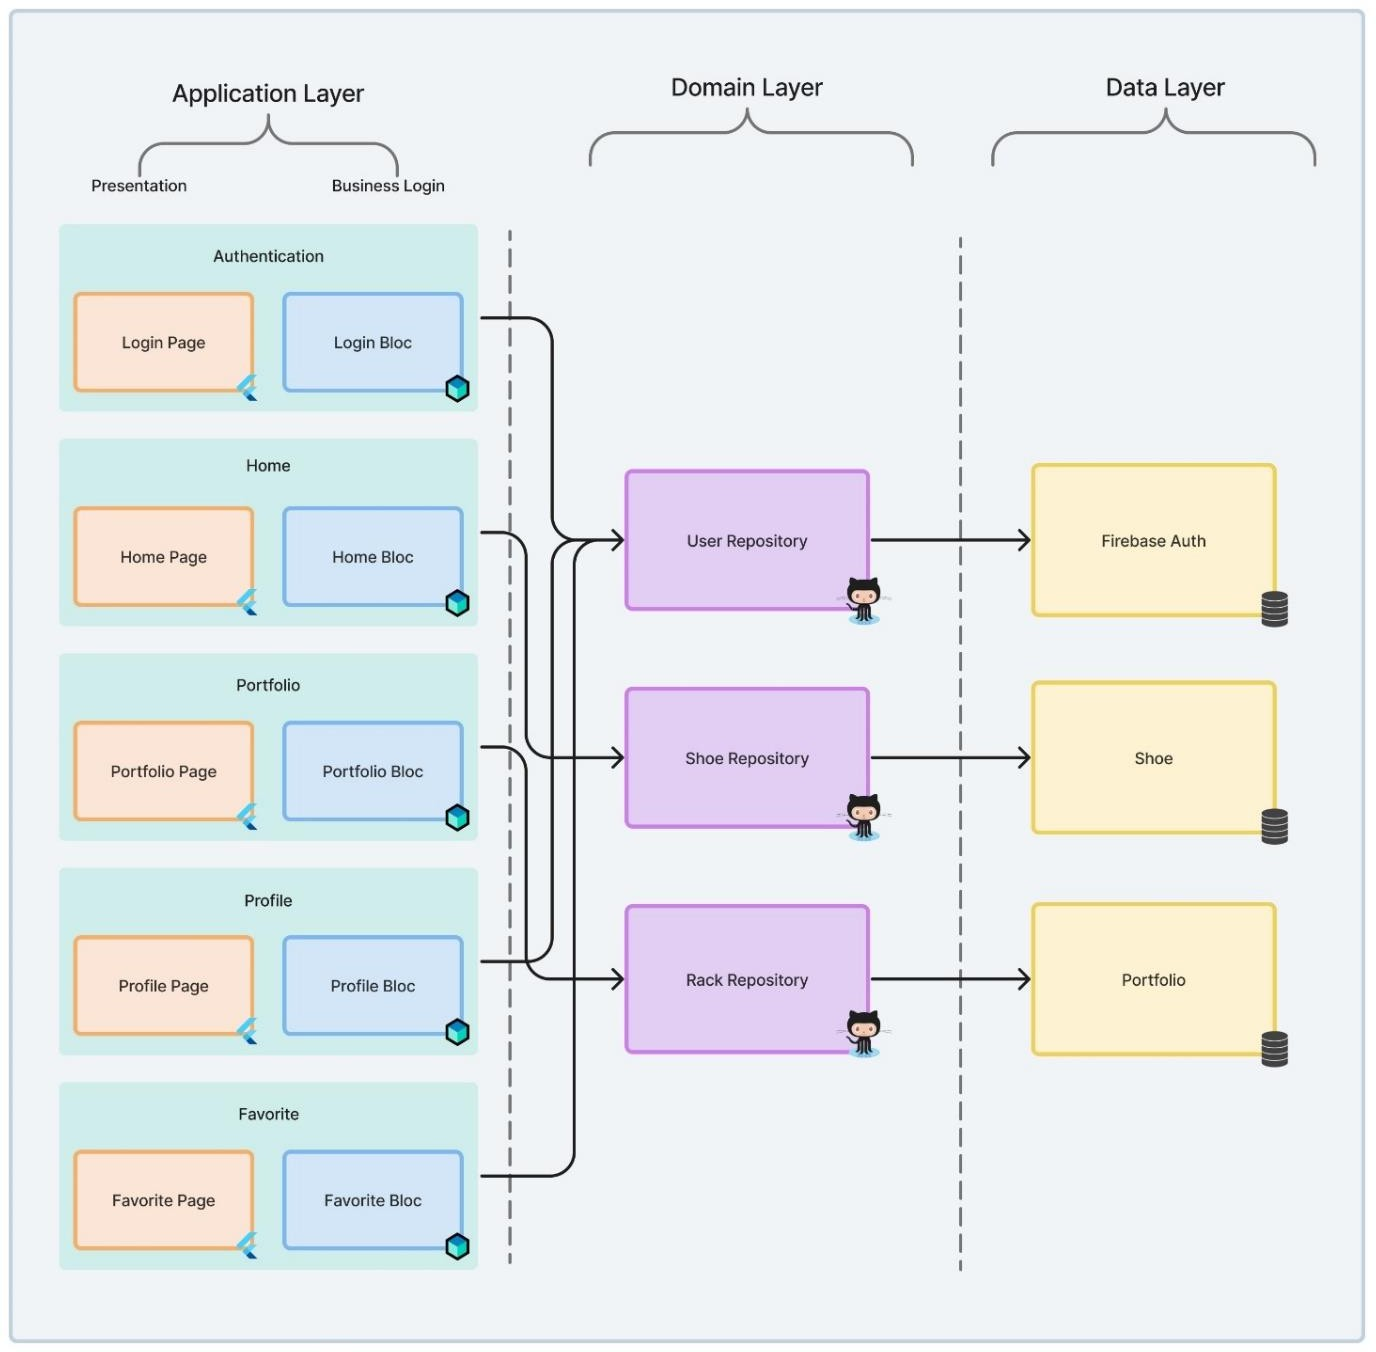 Application Layer
Domain Layer
Data Layer
Presentation
Business Login
Authentication
Login Page
Login Bloc
Home
Home Page
Home Bloc
User Repository
Firebase Auth
Portfolio
Portfolio Page
Portfolio Bloc
Shoe Repository
Shoe
Profile
Profile Page
Profile Bloc
Rack Repository
Portfolio
Favorite
Favorite Page
Favorite Bloc